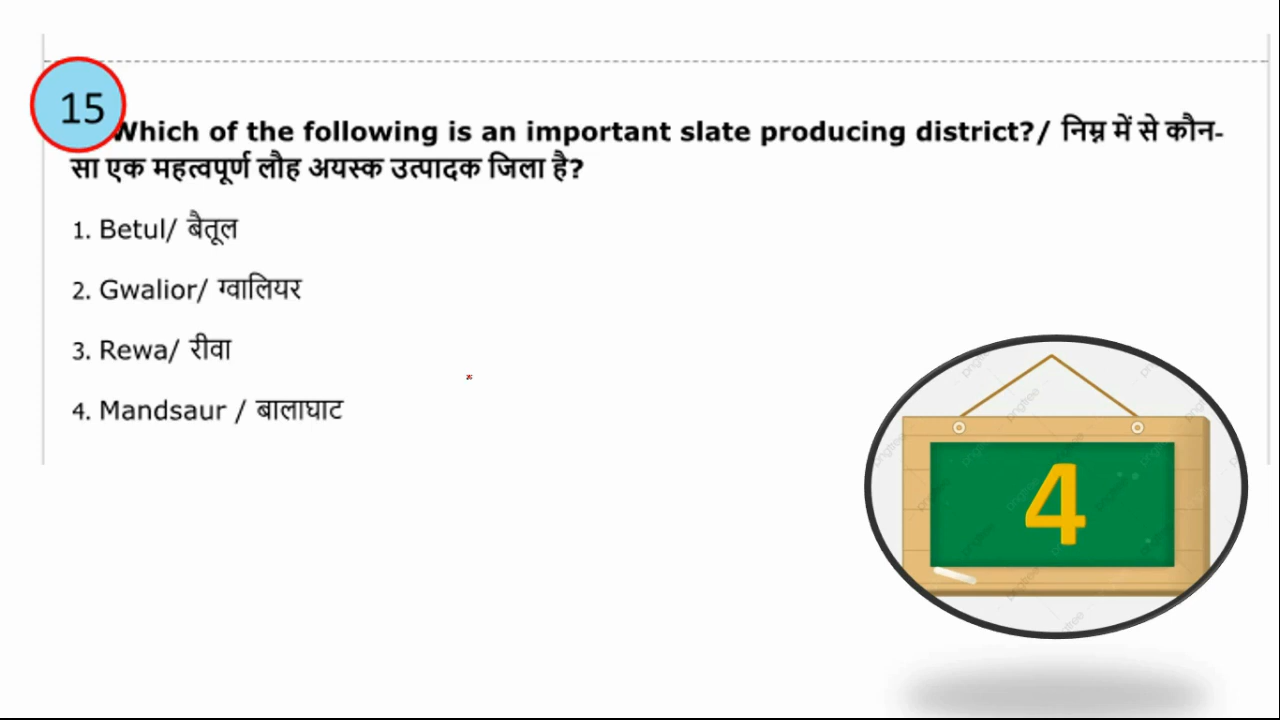 15
Which of the following is an important slate producing district?/ निम्न में से कौन-
सा एक महत्वपूर्ण लौह अयस्क उत्पादक जिला है?
1. Betul/ बैतूल
2. Gwalior/ ग्वालियर
3. Rewa/ रीवा
4. Mandsaur / बालाघाट
4
pngtree